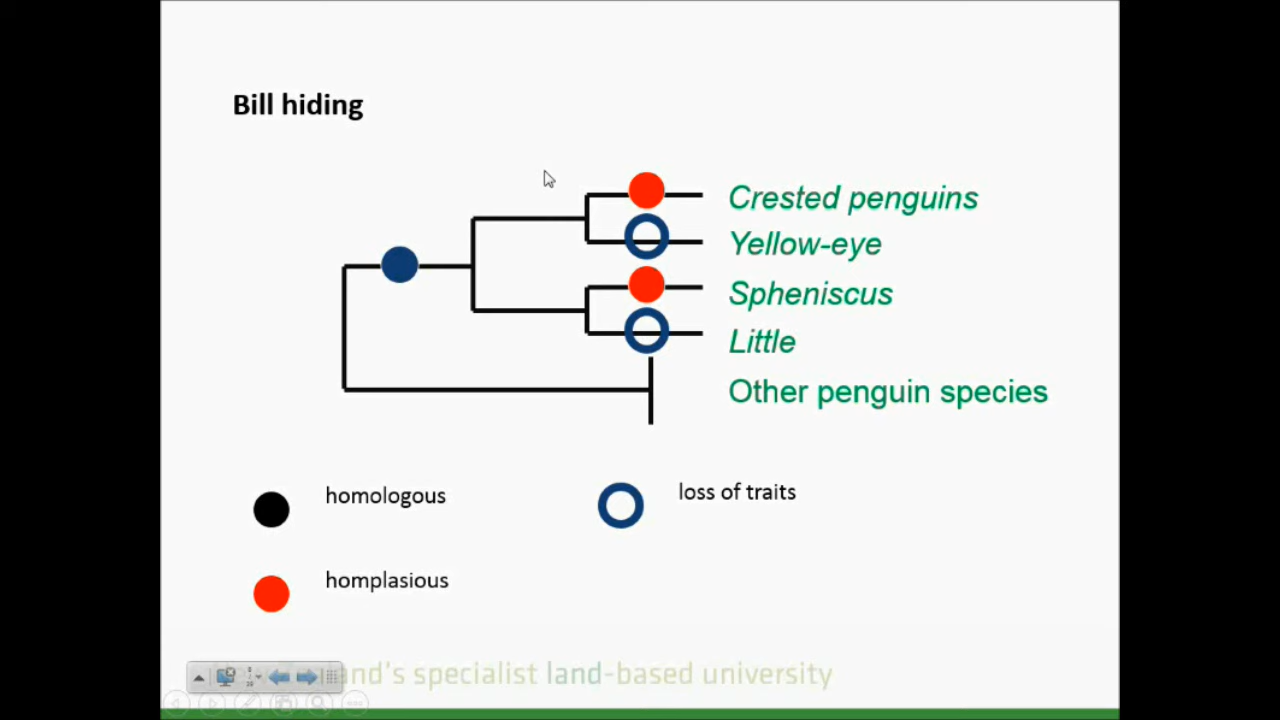 Bill hiding
Crested penguins
Yellow-eye
Spheniscus
Little
Other penguin species
homologous
loss of traits
homplasious
and's specialist land-based university